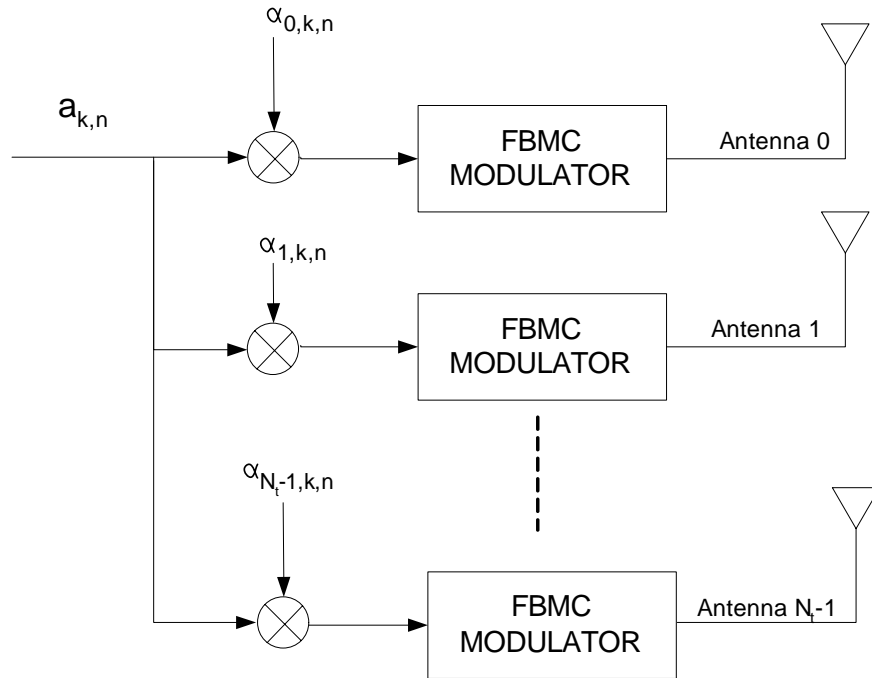 α0,k,n
ak,n
FBMC
MODULATOR
Antenna 0
α1,k,n
FBMC
MODULATOR
Antenna 1
αNt-1,k,n
FBMC
MODULATOR
Antenna Nt-1